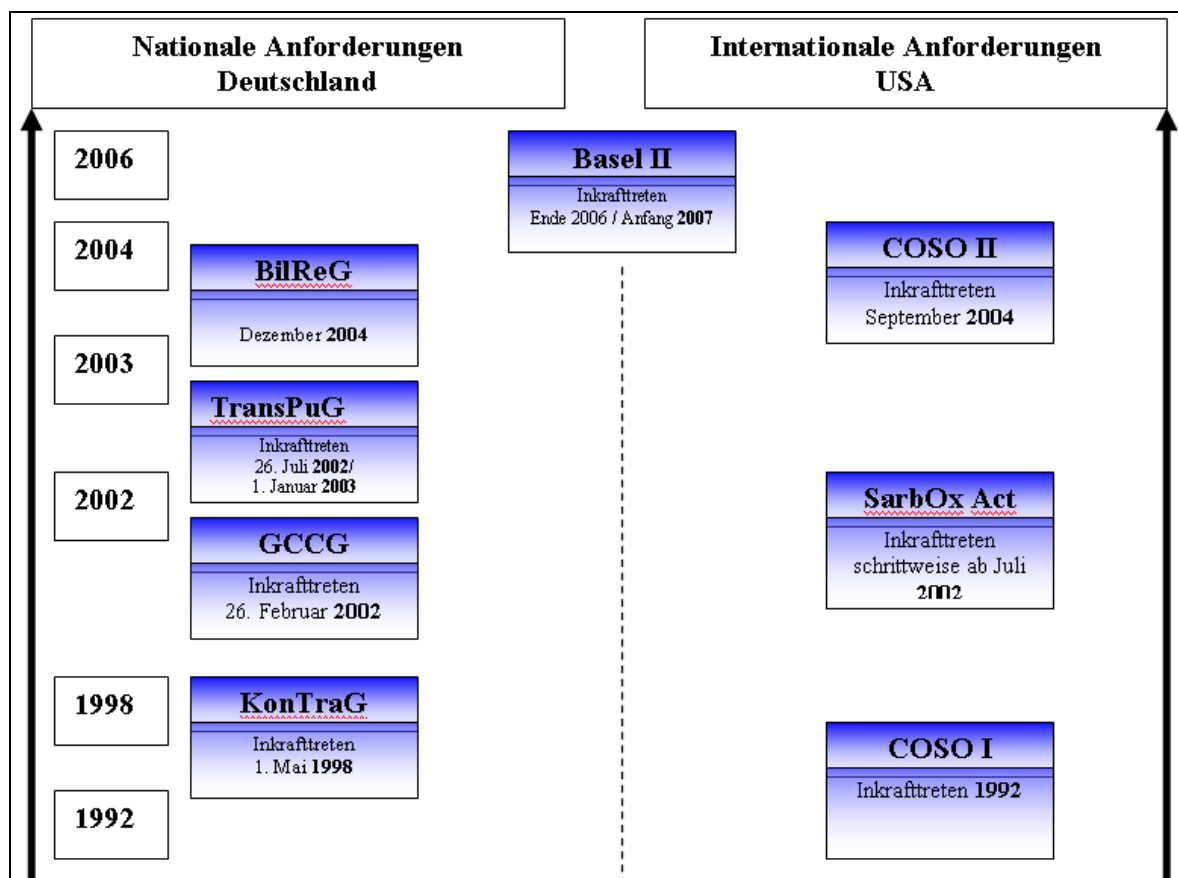 Nationale Anforderungen
Deutschland
Internationale Anforderungen
USA
2006
Basel II
Inkrafttreten
Ende 2006 / Anfang 2007
2004
COSO II
Inkrafttreten
September 2004
BilReG
Dezember 2004
2003
TransPuG
Inkrafttreten
26. Juli 2002/
1. Januar 2003
2002
SarbOx Act
Inkrafttreten
schrittweise ab Juli
2002
GCCG
Inkrafttreten
26. Februar 2002
1998
KonTraG
Inkrafttreten
1. Mai 1998
COSO I
Inkrafttreten 1992
1992